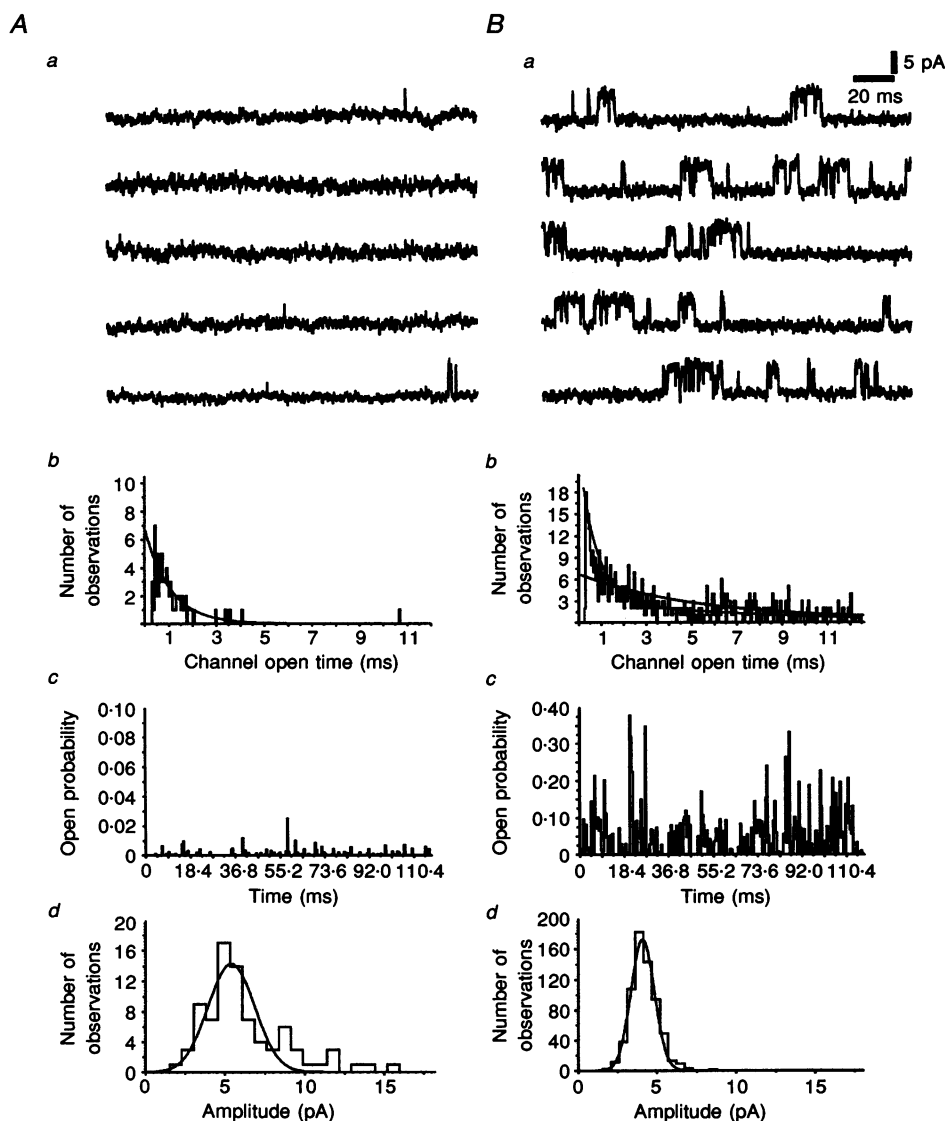 A
B
a
a
5 pA
20 ms
b
b
Number of
observations
10
8
6
4
2
1 3 5 7 9 11
Channel open time (ms)
Number of
observations
18
15
12
9
6
3
1 3 5 7 9 11
Channel open time (ms)
c
c
Open probability
0·10
0·08
0·06
0·04
0·02
0
0 18·4 36·8 55·2 73·6 92·0 110·4
Time (ms)
Open probability
0·40
0·30
0·20
0·10
0
0 18·4 36·8 55·2 73·6 92·0 110·4
Time (ms)
d
d
Number of
observations
20
16
12
8
4
0
0 5 10 15
Amplitude (pA)
Number of
observations
200
160
120
80
40
0
0 5 10 15
Amplitude (pA)